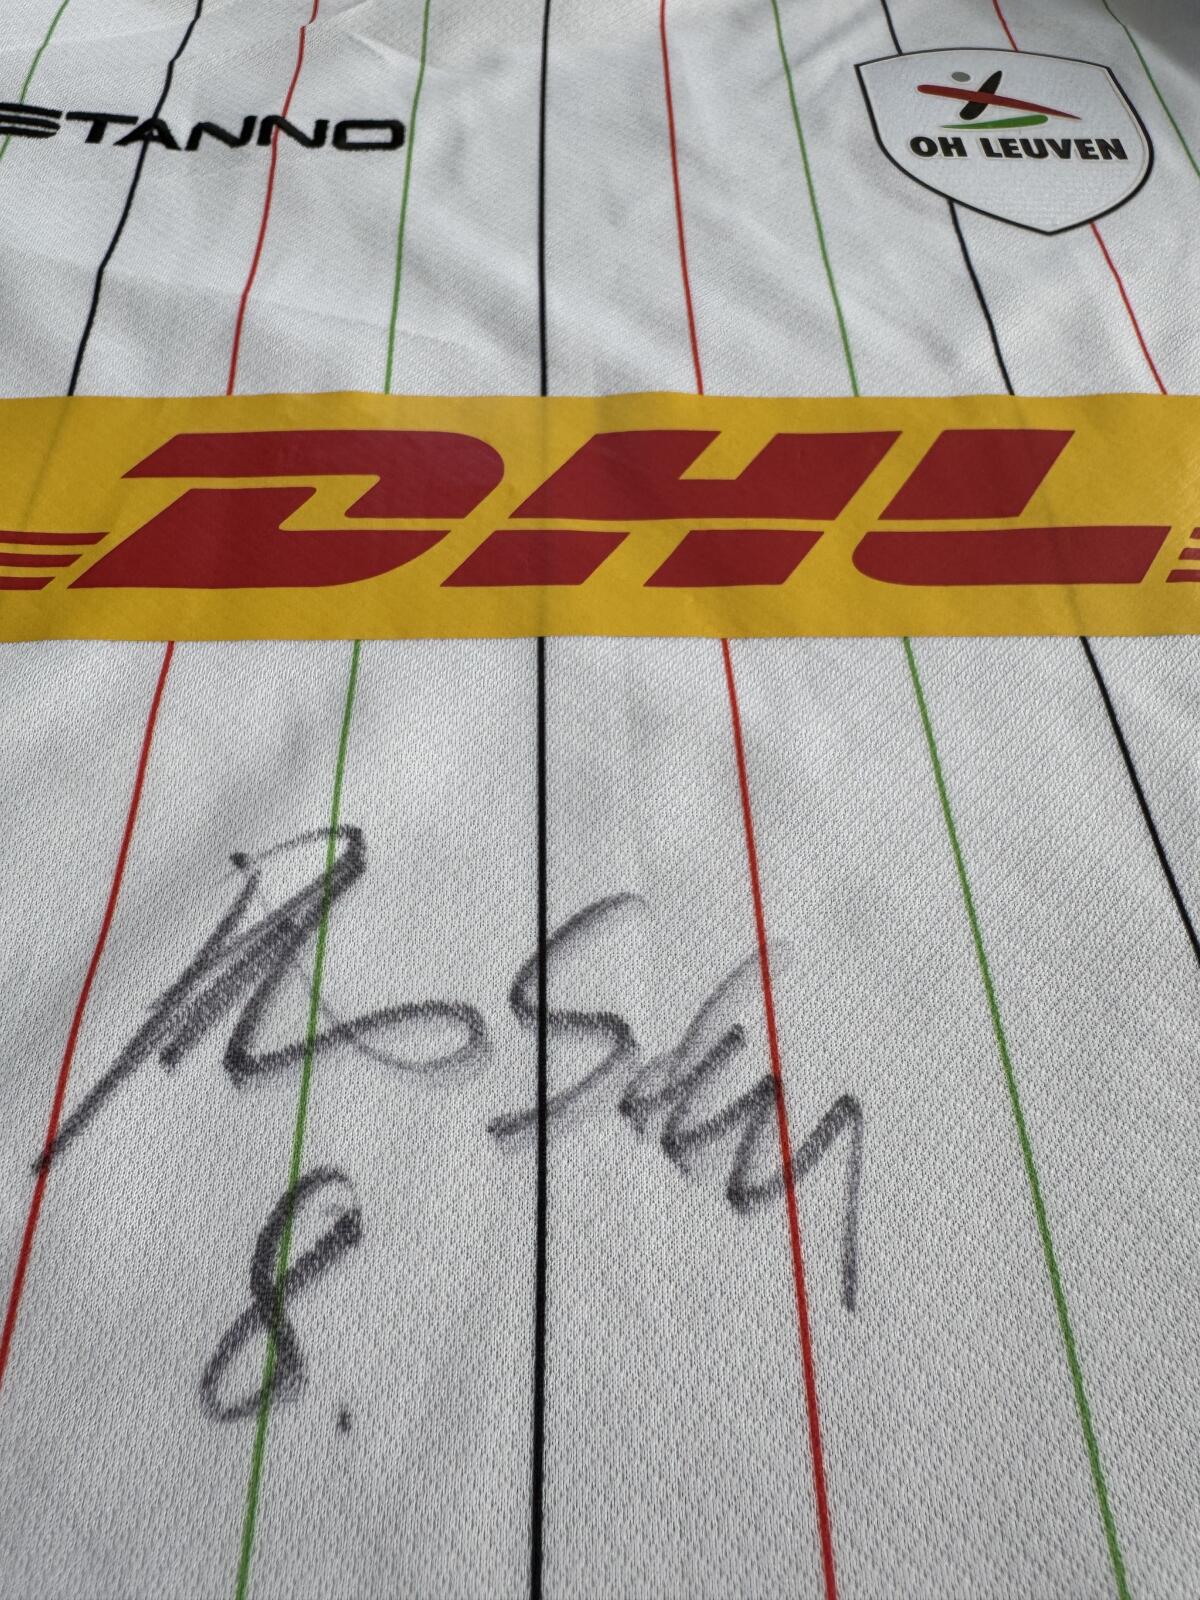 STANNO
OH LEUVEN
DHL
8.